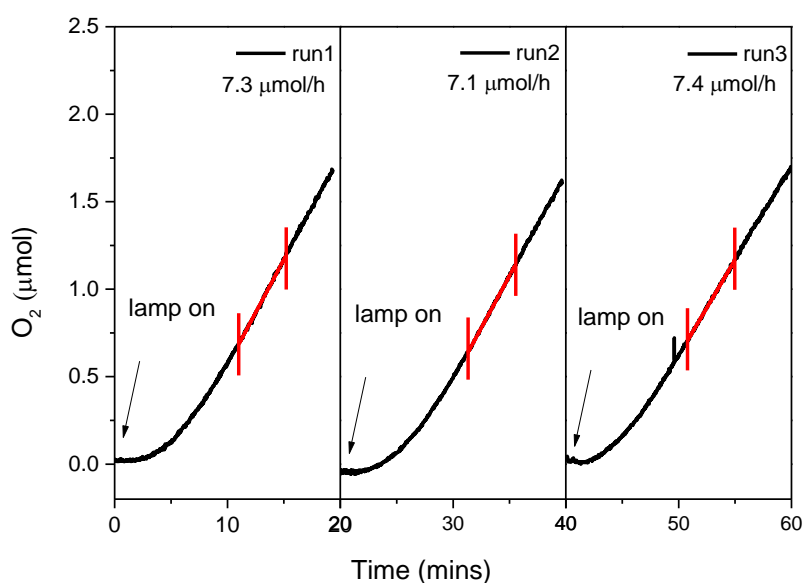 2.5
2.0
1.5
1.0
0.5
0.0
O₂ (μmol)
run1
7.3 μmol/h
lamp on
run2
7.1 μmol/h
lamp on
run3
7.4 μmol/h
lamp on
0 10 20
20 30 40
40 50 60
Time (mins)